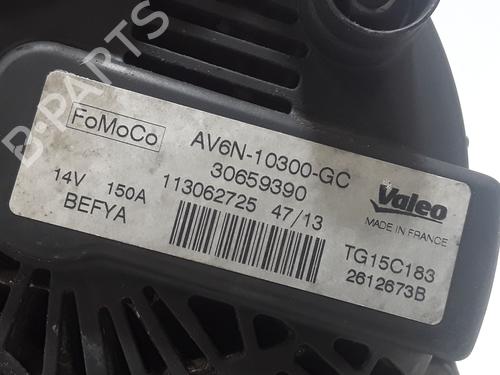 FoMoCo
AV6N-10300-GC
30659390
14V 150A 113062725 47/13
BEFYA
Valeo
MADE IN FRANCE
TG15C183
2612673B
B-PARTS